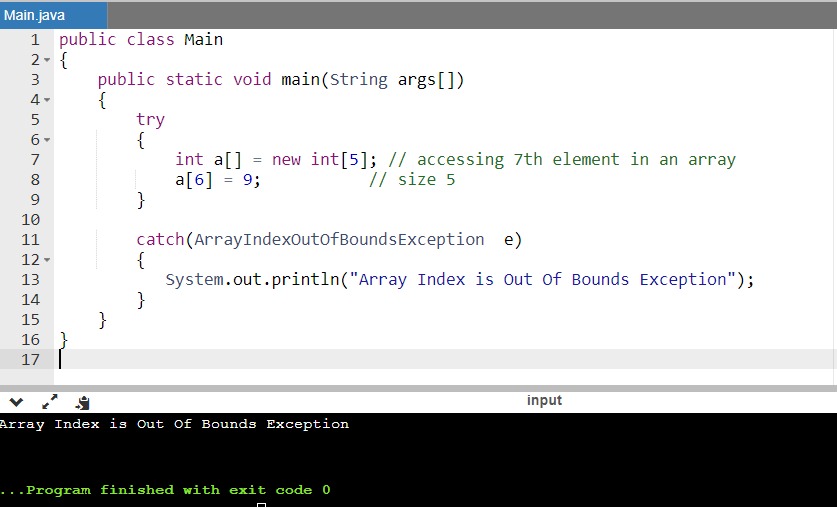 Main.java
1 public class Main
2 {
3 public static void main(String args[])
4 {
5 try
6 {
7 int a[] = new int[5]; // accessing 7th element in an array
8 a[6] = 9; // size 5
9 }
10
11 catch(ArrayIndexOutOfBoundsException e)
12 {
13 System.out.println("Array Index is Out Of Bounds Exception");
14 }
15 }
16 }
17
input
Array Index is Out Of Bounds Exception
...Program finished with exit code 0